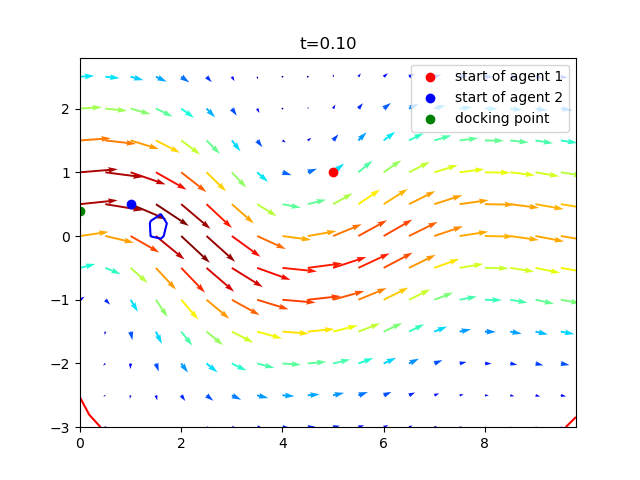 t=0.10
start of agent 1
start of agent 2
docking point
2
1
0
−1
−2
−3
0
2
4
6
8